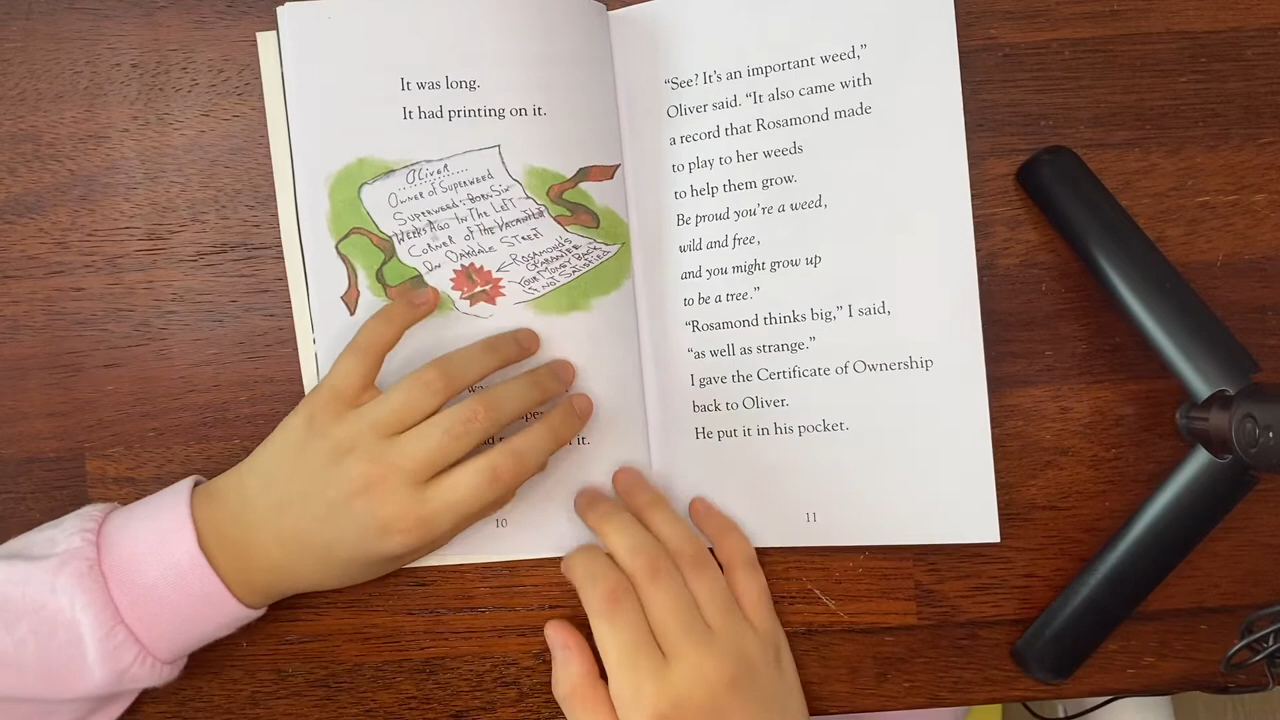 It was long.
It had printing on it.
OLIVER
OWNER of SUPERWEED
SUPERWEED: BORN SIX
WEEKS AGO IN THE LEFT
CORNER OF THE VACANT LOT
ON OAKDALE STREET
ROSAMOND'S
GUARANTEE
YOUR MONEY BACK
IF NOT SATISFIED
it.
10
“See? It’s an important weed,”
Oliver said. “It also came with
a record that Rosamond made
to play to her weeds
to help them grow.
Be proud you’re a weed,
wild and free,
and you might grow up
to be a tree.”
“Rosamond thinks big,” I said,
“as well as strange.”
I gave the Certificate of Ownership
back to Oliver.
He put it in his pocket.
11